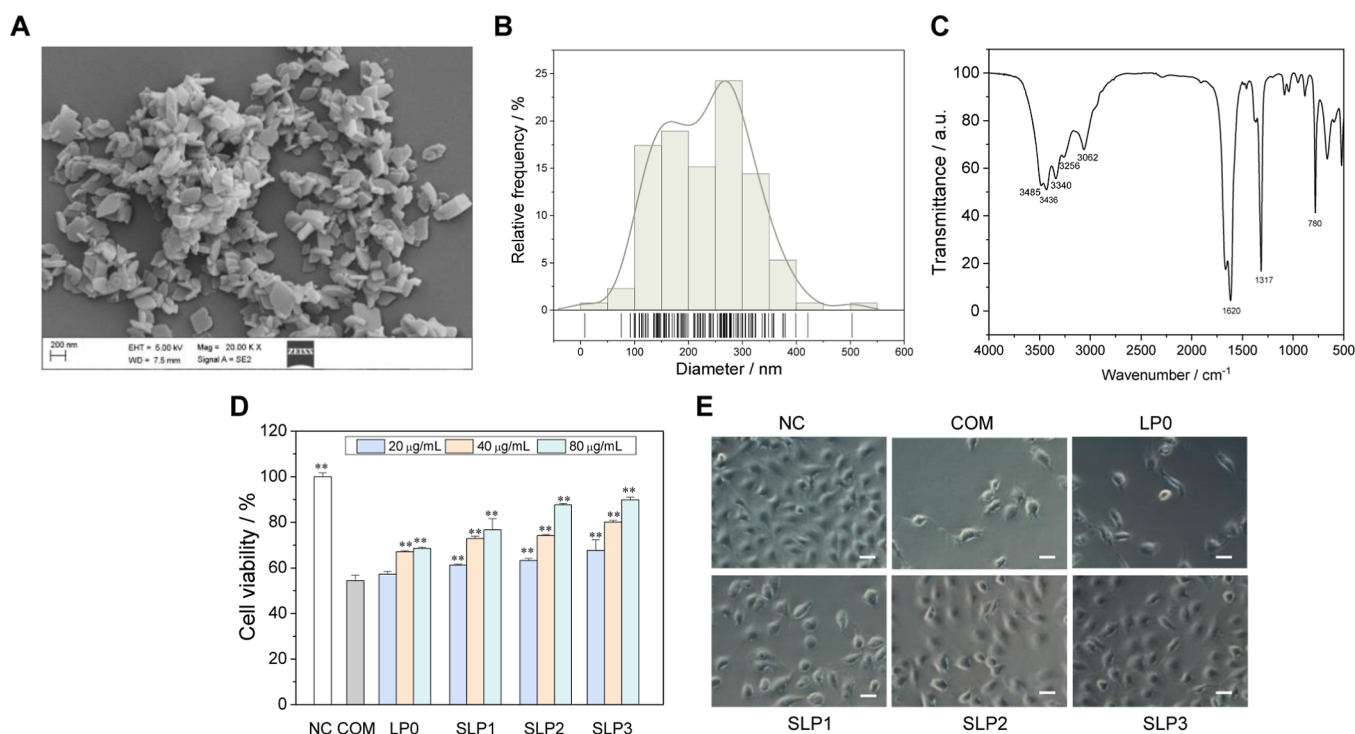 A
200 nm
EHT = 5.00 kV
Mag = 20.00 K X
WD = 7.5 mm
Signal A = SE2
ZEISS
B
Relative frequency / %
25
20
15
10
5
0
0 100 200 300 400 500 600
Diameter / nm
C
Transmittance / a.u.
100
80
60
40
20
0
3485
3436
3340
3256
3062
1620
1317
780
4000 3500 3000 2500 2000 1500 1000 500
Wavenumber / cm⁻¹
D
Cell viability / %
120
100
80
60
40
20
0
20 μg/mL 40 μg/mL 80 μg/mL
**
** **
** ** **
** ** **
** ** **
NC COM LP0 SLP1 SLP2 SLP3
E
NC COM LP0
SLP1 SLP2 SLP3